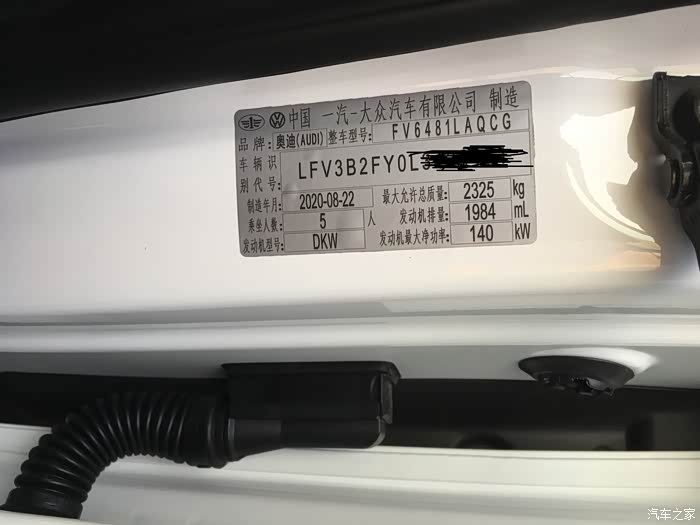 中国 一汽-大众汽车有限公司 制造
品牌: 奥迪(AUDI) 整车型号: FV6481LAQCG
车辆识别代号: LFV3B2FY0L
制造年月: 2020-08-22 最大允许总质量: 2325 kg
乘坐人数: 5 人 发动机排量: 1984 mL
发动机型号: DKW 发动机最大净功率: 140 kW
汽车之家